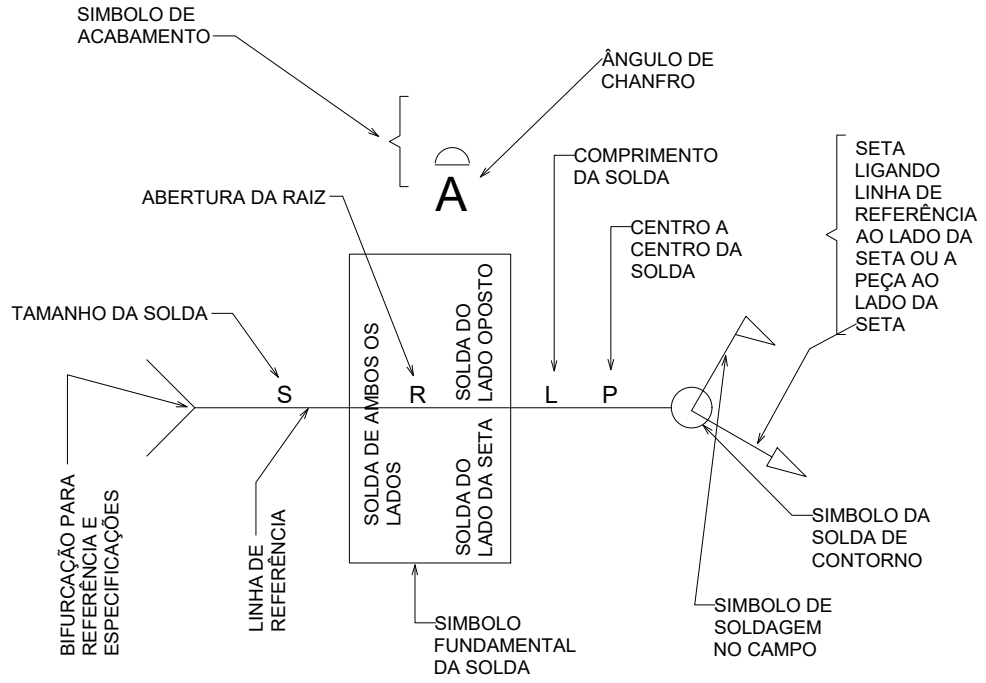 SIMBOLO DE
ACABAMENTO
ÂNGULO DE
CHANFRO
A
COMPRIMENTO
DA SOLDA
SETA
LIGANDO
LINHA DE
REFERÊNCIA
AO LADO DA
SETA OU A
PEÇA AO
LADO DA
SETA
ABERTURA DA RAIZ
CENTRO A
CENTRO DA
SOLDA
TAMANHO DA SOLDA
S
R
L
P
SOLDA DE AMBOS OS
LADOS
SOLDA DO
LADO OPOSTO
SOLDA DO
LADO DA SETA
BIFURCAÇÃO PARA
REFERÊNCIA E
ESPECIFICAÇÕES
LINHA DE
REFERÊNCIA
SIMBOLO
FUNDAMENTAL
DA SOLDA
SIMBOLO DA
SOLDA DE
CONTORNO
SIMBOLO DE
SOLDAGEM
NO CAMPO